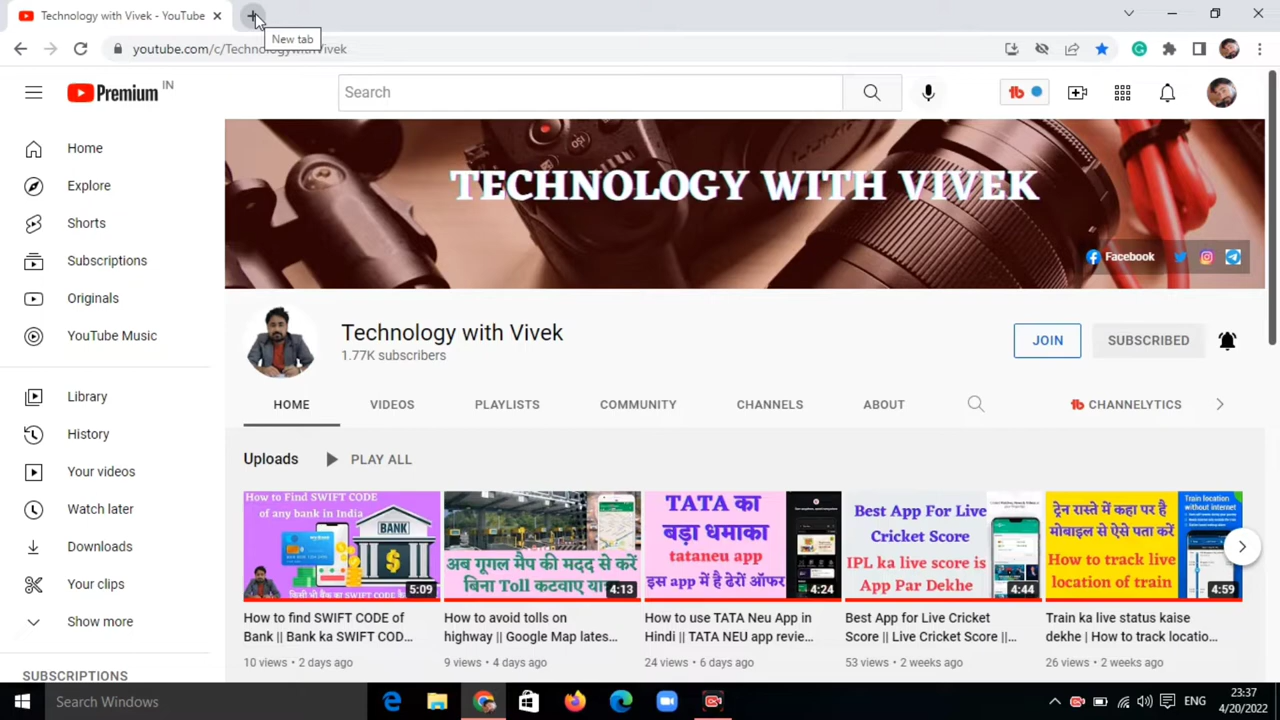 Technology with Vivek - YouTube
New tab
youtube.com/c/TechnologywithVivek
Premium IN
Search
Home
Explore
Shorts
Subscriptions
Originals
YouTube Music
Library
History
Your videos
Watch later
Downloads
Your clips
Show more
SUBSCRIPTIONS
TECHNOLOGY WITH VIVEK
Facebook
Technology with Vivek
1.77K subscribers
JOIN
SUBSCRIBED
HOME
VIDEOS
PLAYLISTS
COMMUNITY
CHANNELS
ABOUT
CHANNELYTICS
Uploads
PLAY ALL
How to Find SWIFT CODE
of any bank in India
BANK
5:09
How to find SWIFT CODE of
Bank || Bank ka SWIFT COD...
10 views • 2 days ago
अब गूगल मैप की मदद से करें
बिना Toll कटवाए
4:13
How to avoid tolls on
highway || Google Map lates...
9 views • 4 days ago
TATA का
बड़ा धमाका
tataneu app
इस app में है ढेरों ऑफर
4:24
How to use TATA Neu App in
Hindi || TATA NEU app revie...
24 views • 6 days ago
Best App For Live
Cricket Score
IPL ka live score is
App Par Dekhe
4:44
Best App for Live Cricket
Score || Live Cricket Score ||...
53 views • 2 weeks ago
Train location
without internet
ट्रेन रास्ते में कहा पर है
मोबाइल से ऐसे पता करें
How to track live
location of train
4:59
Train ka live status kaise
dekhe | How to track locatio...
26 views • 2 weeks ago
Search Windows
ENG
23:37
4/20/2022